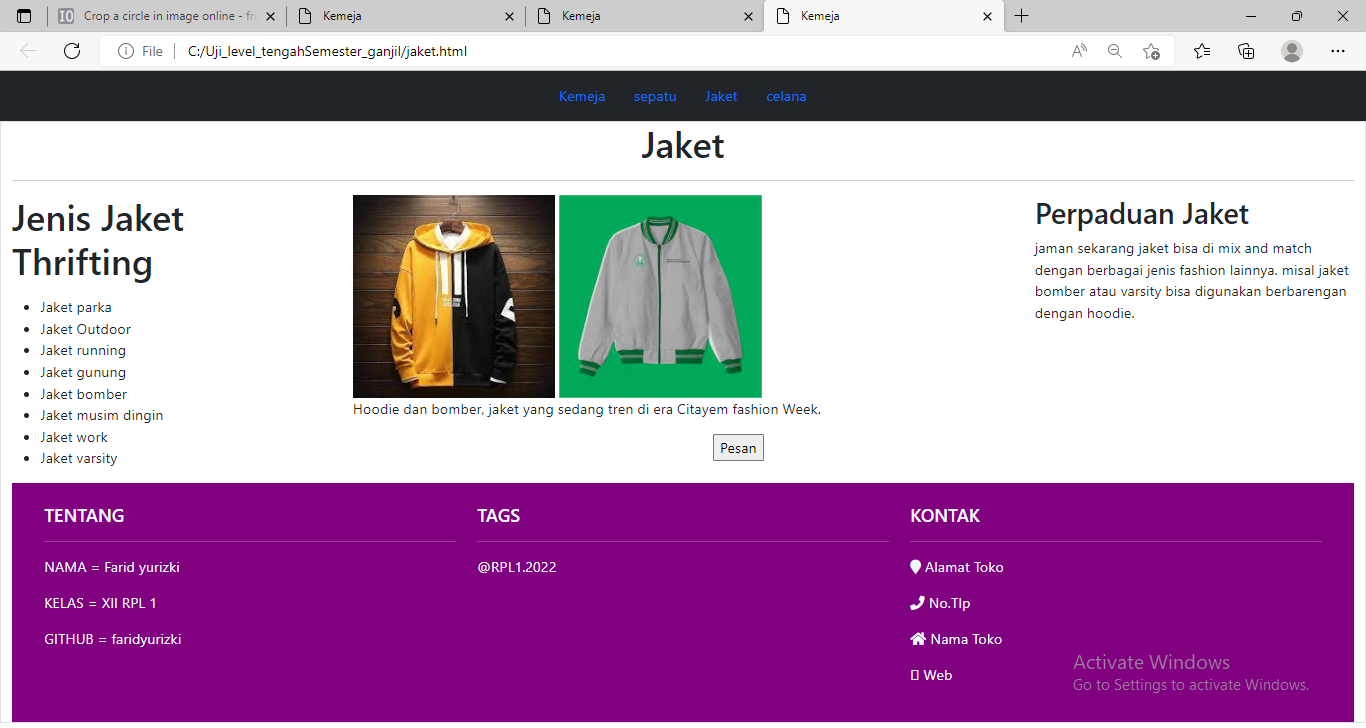 Crop a circle in image online - fr
Kemeja
Kemeja
Kemeja
File
C:/Uji_level_tengahSemester_ganjil/jaket.html
Kemeja sepatu Jaket celana
Jaket
Jenis Jaket
Thrifting
Jaket parka
Jaket Outdoor
Jaket running
Jaket gunung
Jaket bomber
Jaket musim dingin
Jaket work
Jaket varsity
Hoodie dan bomber, jaket yang sedang tren di era Citayem fashion Week.
Pesan
Perpaduan Jaket
jaman sekarang jaket bisa di mix and match
dengan berbagai jenis fashion lainnya. misal jaket
bomber atau varsity bisa digunakan berbarengan
dengan hoodie.
TENTANG
NAMA = Farid yurizki
KELAS = XII RPL 1
GITHUB = faridyurizki
TAGS
@RPL1.2022
KONTAK
Alamat Toko
No.Tlp
Nama Toko
Web
Activate Windows
Go to Settings to activate Windows.